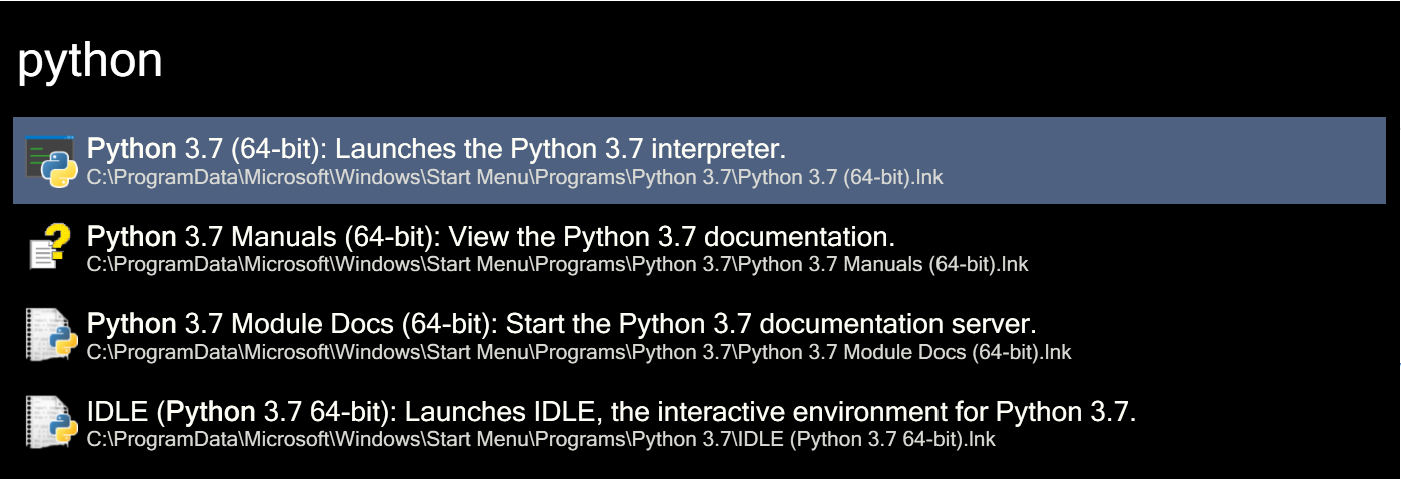 python
Python 3.7 (64-bit): Launches the Python 3.7 interpreter.
C:\ProgramData\Microsoft\Windows\Start Menu\Programs\Python 3.7\Python 3.7 (64-bit).lnk
Python 3.7 Manuals (64-bit): View the Python 3.7 documentation.
C:\ProgramData\Microsoft\Windows\Start Menu\Programs\Python 3.7\Python 3.7 Manuals (64-bit).lnk
Python 3.7 Module Docs (64-bit): Start the Python 3.7 documentation server.
C:\ProgramData\Microsoft\Windows\Start Menu\Programs\Python 3.7\Python 3.7 Module Docs (64-bit).lnk
IDLE (Python 3.7 64-bit): Launches IDLE, the interactive environment for Python 3.7.
C:\ProgramData\Microsoft\Windows\Start Menu\Programs\Python 3.7\IDLE (Python 3.7 64-bit).lnk